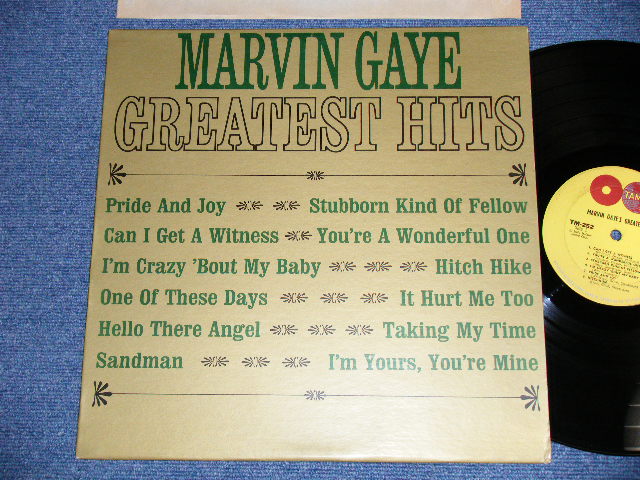 MARVIN GAYE
GREATEST HITS
Pride And Joy Stubborn Kind Of Fellow
Can I Get A Witness You're A Wonderful One
I'm Crazy 'Bout My Baby Hitch Hike
One Of These Days It Hurt Me Too
Hello There Angel Taking My Time
Sandman I'm Yours, You're Mine
TAM
MARVIN GAYE'S GREATE
TM-252